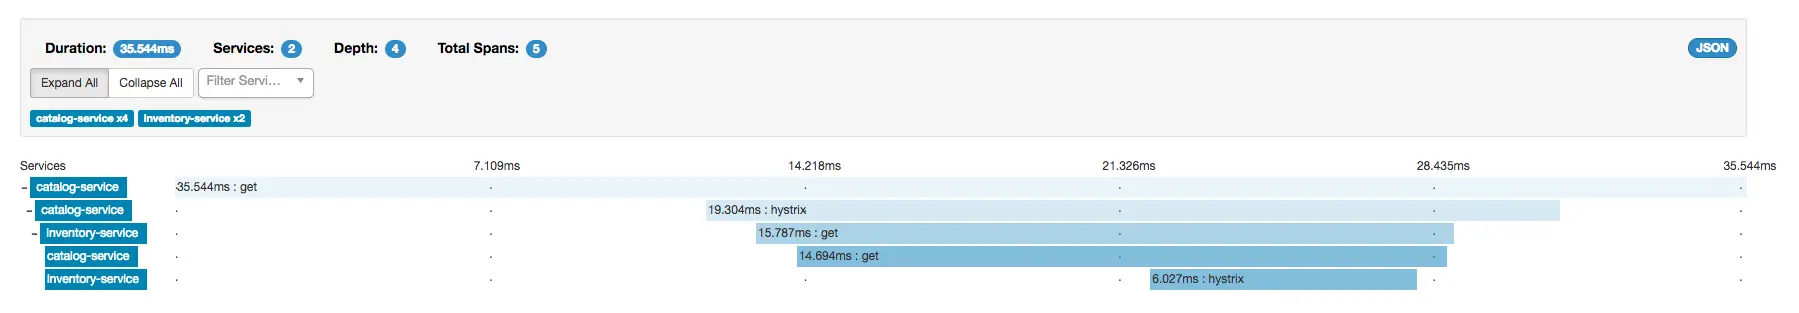 Duration: 35.544ms Services: 2 Depth: 4 Total Spans: 5 JSON
Expand All Collapse All Filter Servi...
catalog-service x4 inventory-service x2
Services 7.109ms 14.218ms 21.326ms 28.435ms 35.544ms
- catalog-service 35.544ms : get
- catalog-service 19.304ms : hystrix
- inventory-service 15.787ms : get
catalog-service 14.694ms : get
inventory-service 6.027ms : hystrix